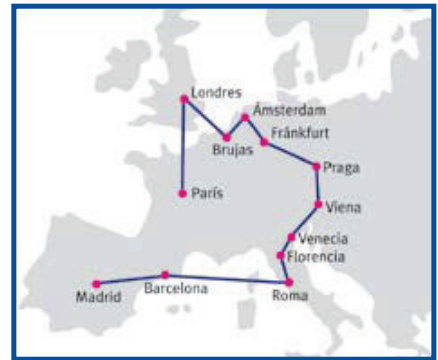 Londres
Ámsterdam
Fránkfurt
Brujas
Praga
París
Viena
Venecia
Florencia
Madrid
Barcelona
Roma